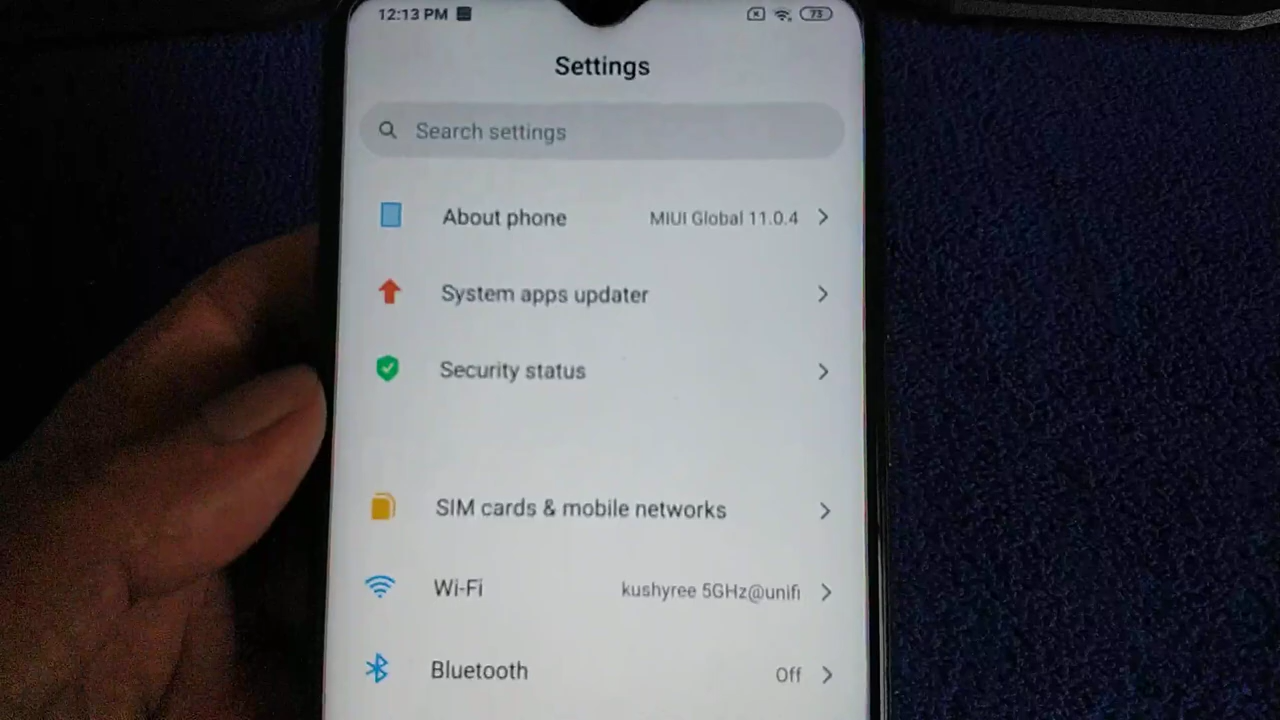 12:13 PM 73
Settings
Search settings
About phone MIUI Global 11.0.4
System apps updater
Security status
SIM cards & mobile networks
Wi-Fi kushyree 5GHz@unifi
Bluetooth Off